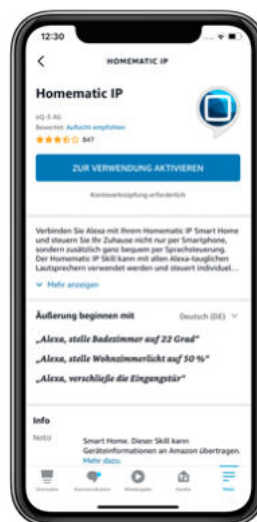 12:30
HOMEMATIC IP
Homematic IP
eQ-3 AG
Bewertet: Aufsicht empfohlen
847
ZUR VERWENDUNG AKTIVIEREN
Kontoverknüpfung erforderlich
Verbinden Sie Alexa mit Ihrem Homematic IP Smart Home
und steuern Sie Ihr Zuhause nicht nur per Smartphone,
sondern zusätzlich ganz bequem per Sprachsteuerung.
Der Homematic IP Skill kann mit allen Alexa-tauglichen
Lautsprechern verwendet werden und steuert individuel...
Mehr anzeigen
Äußerung beginnen mit Deutsch (DE)
„Alexa, stelle Badezimmer auf 22 Grad“
„Alexa, stelle Wohnzimmerlicht auf 50 %“
„Alexa, verschließe die Eingangstür“
Info
Notiz Smart Home. Dieser Skill kann
Geräteinformationen an Amazon übertragen.
Mehr dazu.
Startseite Kommunikation Wiedergabe Geräte Mehr